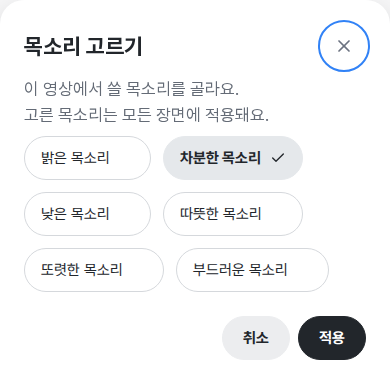 목소리 고르기
이 영상에서 쓸 목소리를 골라요.
고른 목소리는 모든 장면에 적용돼요.
밝은 목소리
차분한 목소리
낮은 목소리
따뜻한 목소리
또렷한 목소리
부드러운 목소리
취소
적용